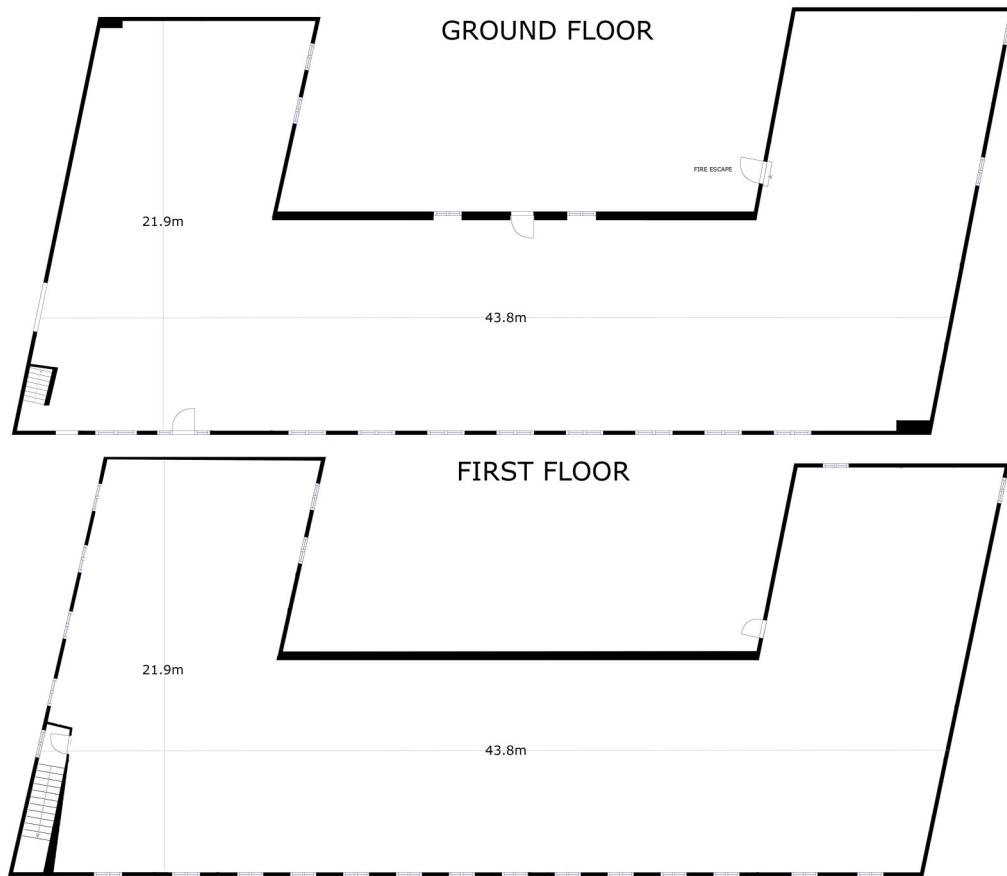 GROUND FLOOR
FIRE ESCAPE
21.9m
43.8m
FIRST FLOOR
21.9m
43.8m